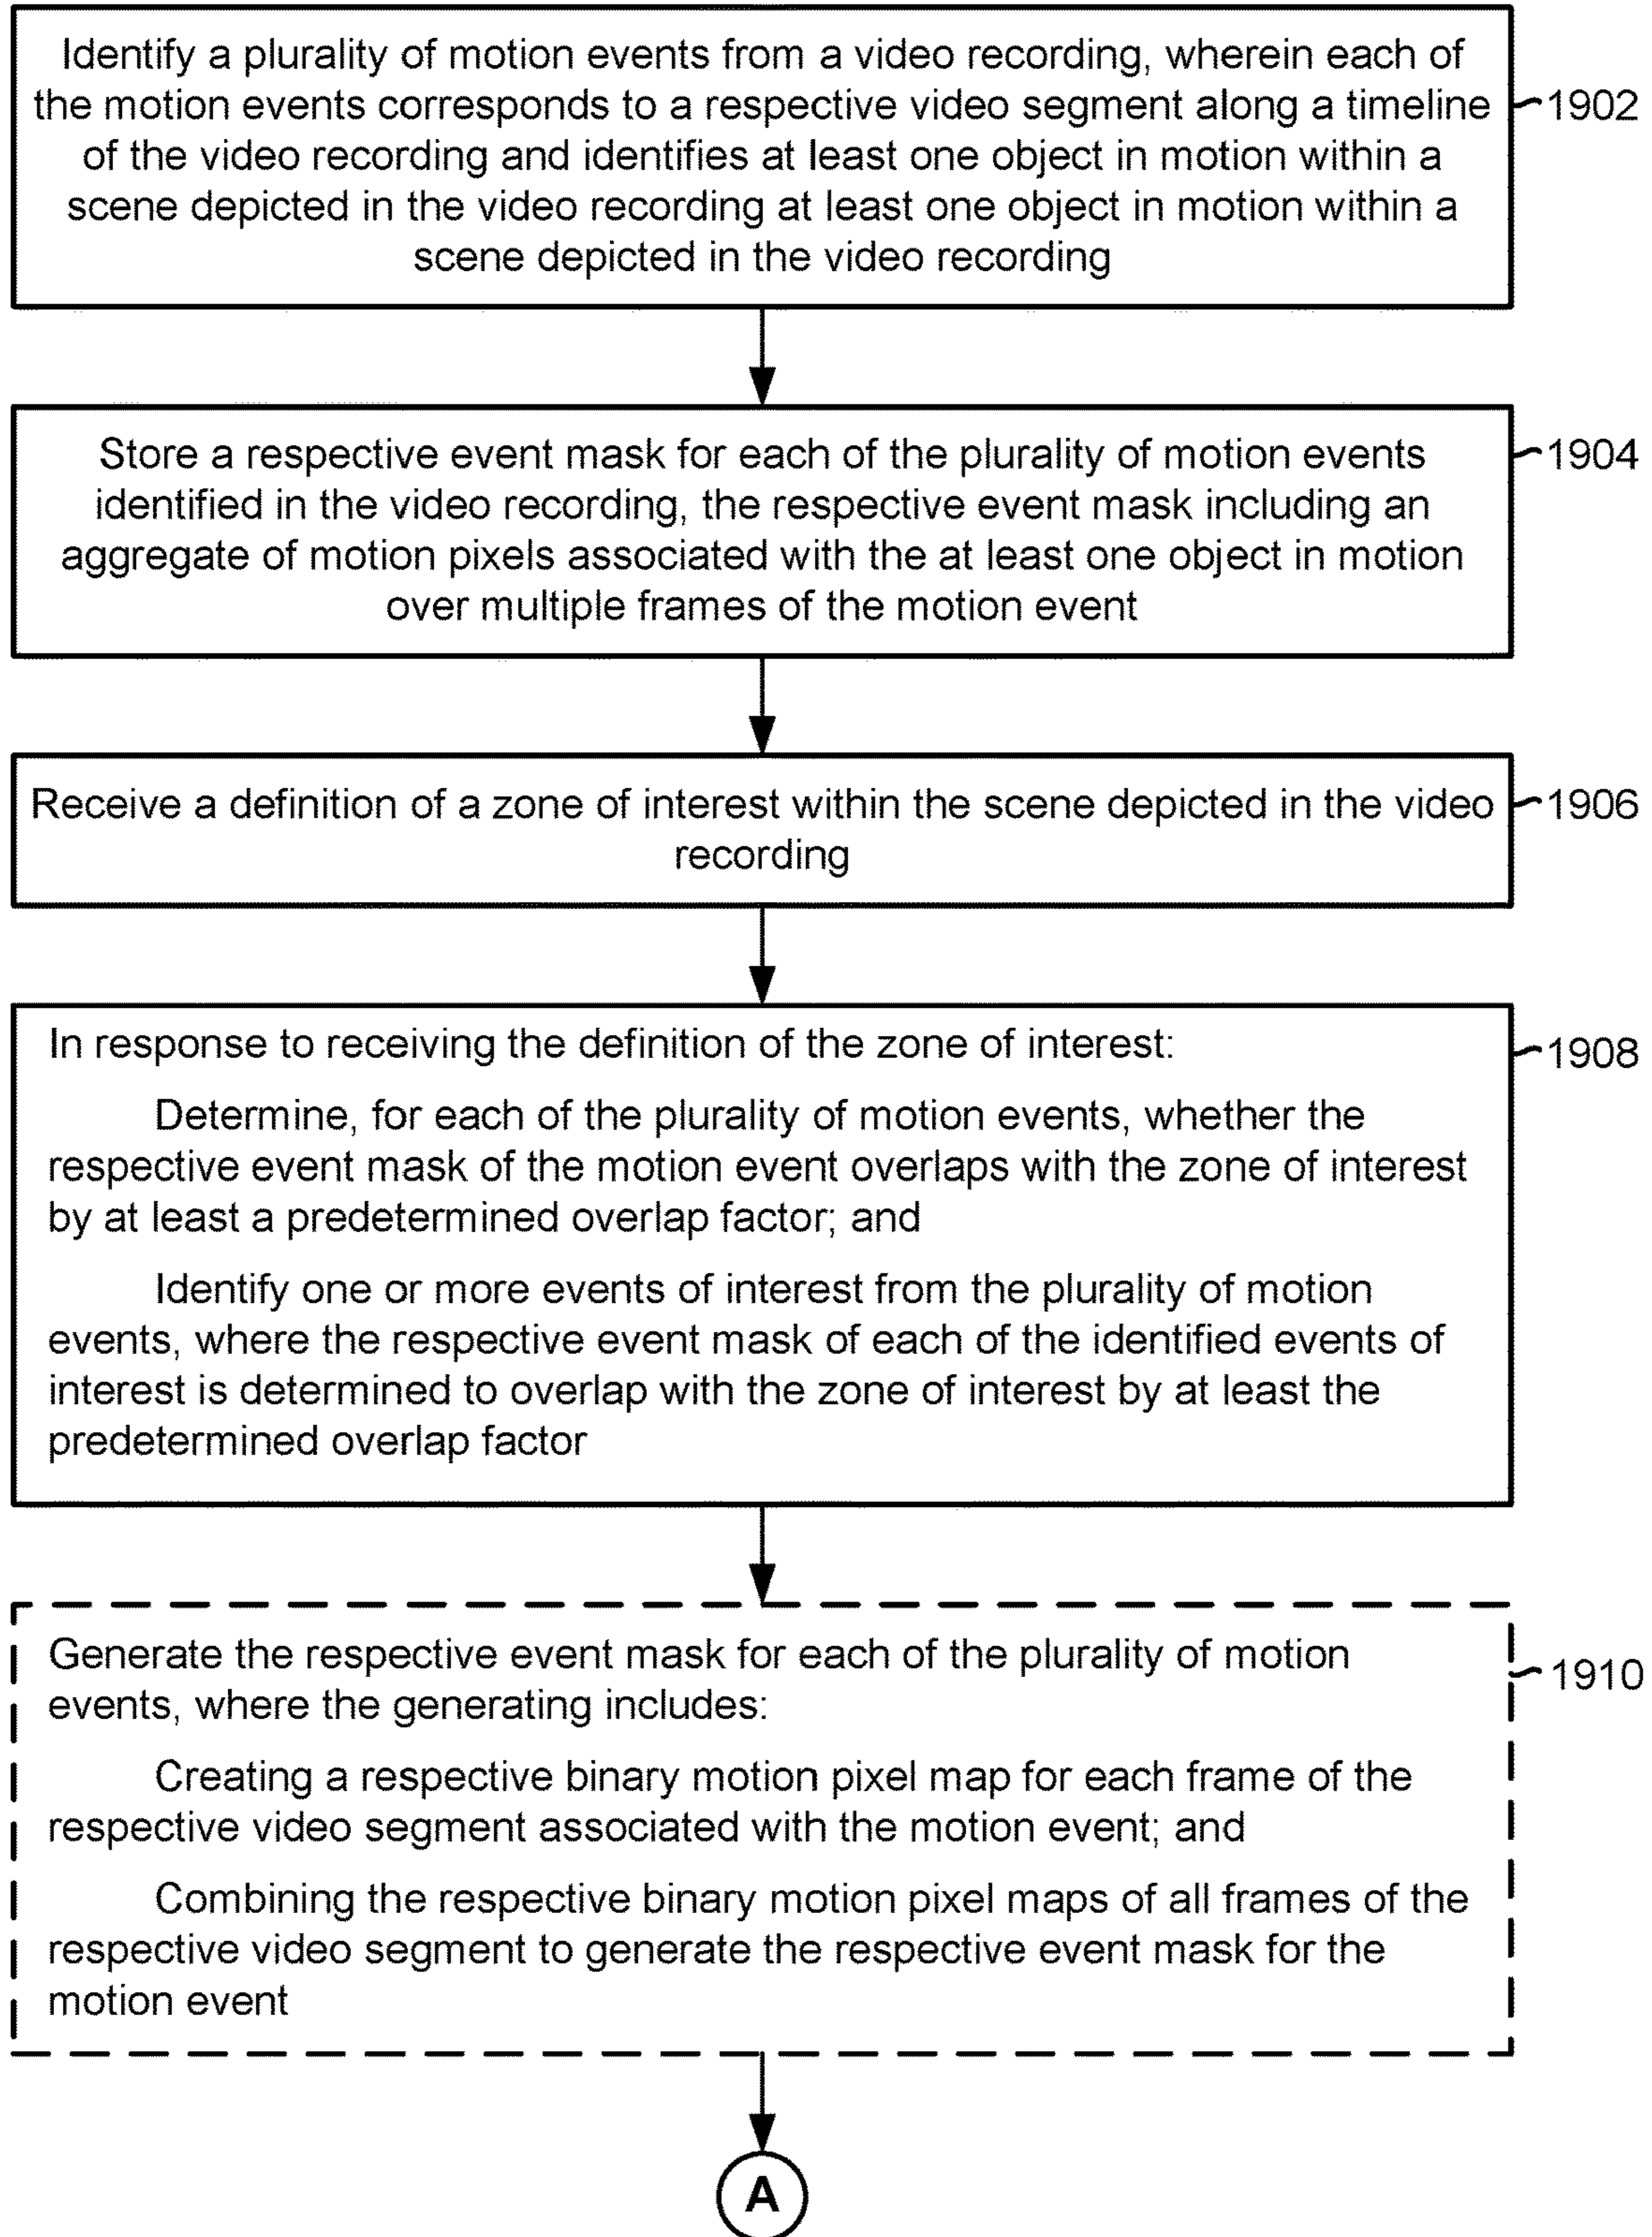 Identify a plurality of motion events from a video recording, wherein each of
the motion events corresponds to a respective video segment along a timeline
of the video recording and identifies at least one object in motion within a
scene depicted in the video recording at least one object in motion within a
scene depicted in the video recording
1902
Store a respective event mask for each of the plurality of motion events
identified in the video recording, the respective event mask including an
aggregate of motion pixels associated with the at least one object in motion
over multiple frames of the motion event
1904
Receive a definition of a zone of interest within the scene depicted in the video
recording
1906
In response to receiving the definition of the zone of interest:
Determine, for each of the plurality of motion events, whether the
respective event mask of the motion event overlaps with the zone of interest
by at least a predetermined overlap factor; and
Identify one or more events of interest from the plurality of motion
events, where the respective event mask of each of the identified events of
interest is determined to overlap with the zone of interest by at least the
predetermined overlap factor
1908
Generate the respective event mask for each of the plurality of motion
events, where the generating includes:
Creating a respective binary motion pixel map for each frame of the
respective video segment associated with the motion event; and
Combining the respective binary motion pixel maps of all frames of the
respective video segment to generate the respective event mask for the
motion event
1910
A